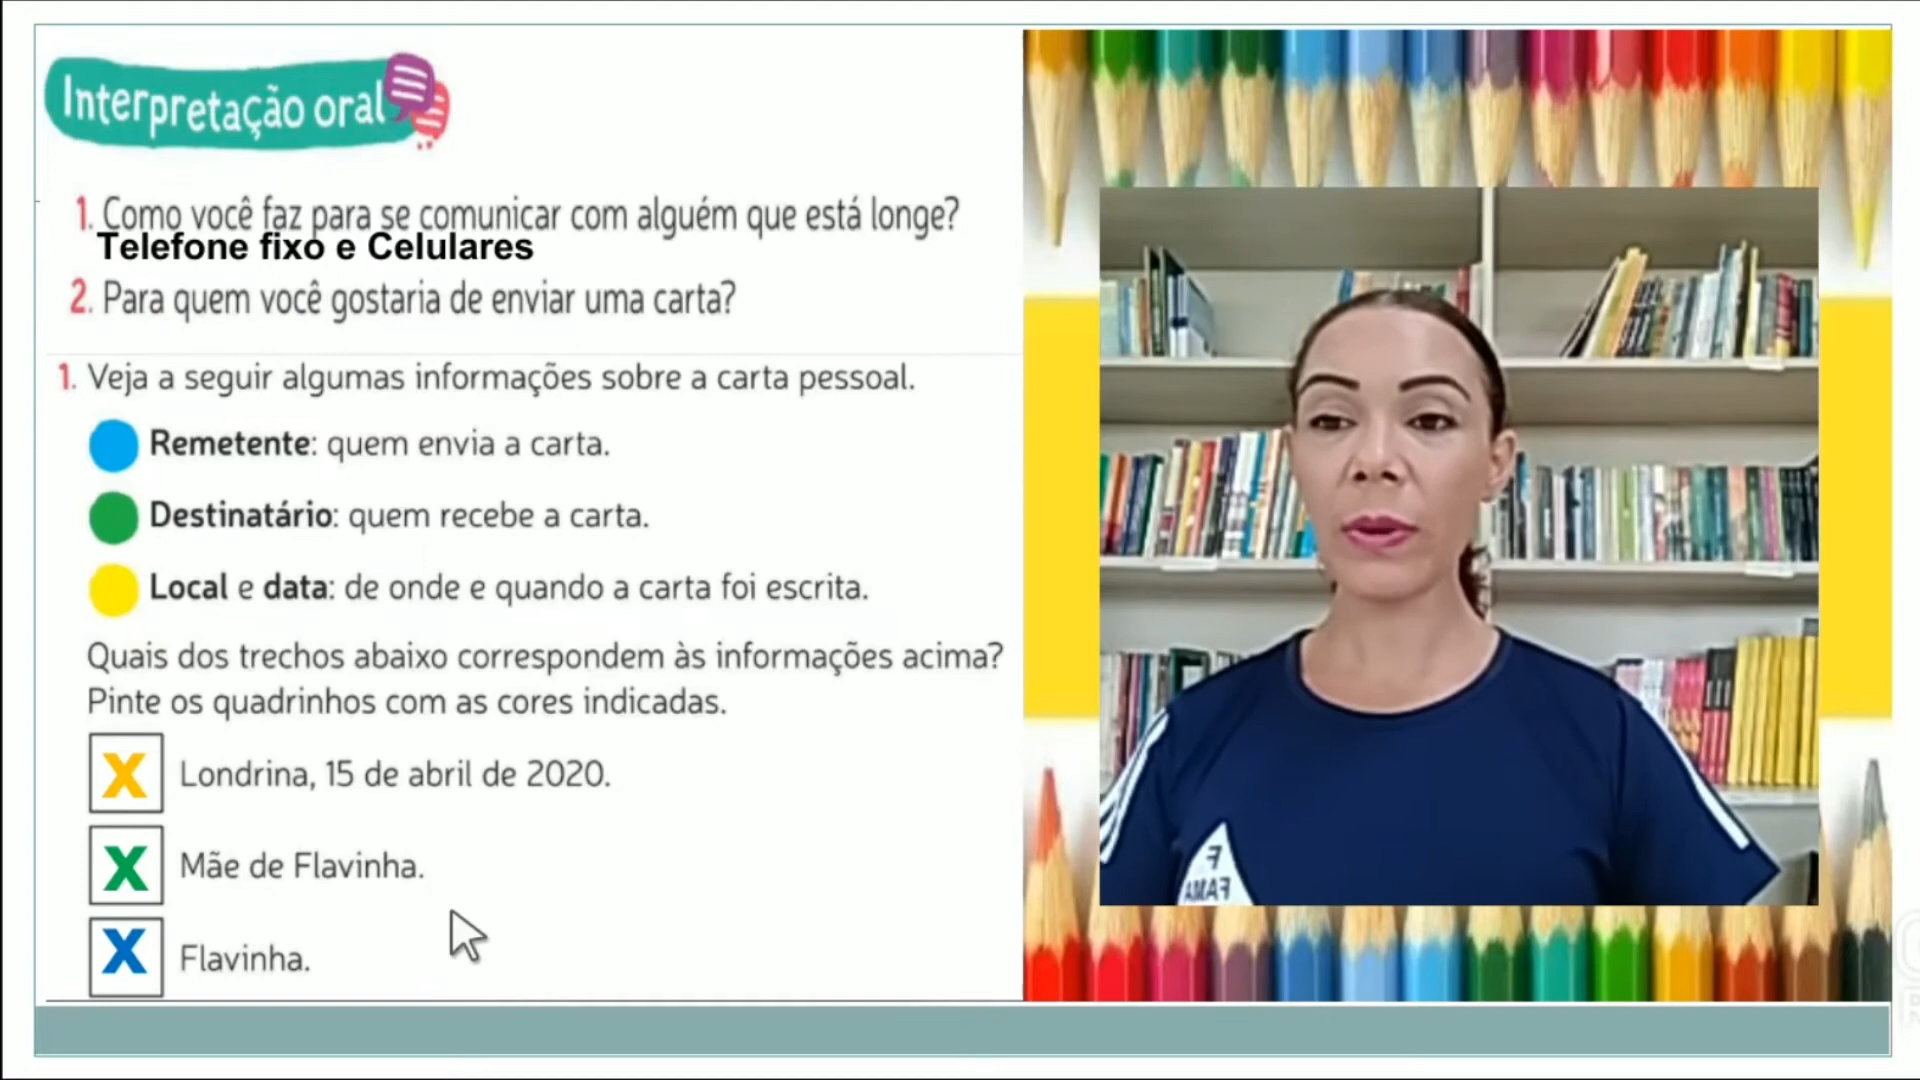 Interpretação oral
1. Como você faz para se comunicar com alguém que está longe?
Telefone fixo e Celulares
2. Para quem você gostaria de enviar uma carta?
1. Veja a seguir algumas informações sobre a carta pessoal.
Remetente: quem envia a carta.
Destinatário: quem recebe a carta.
Local e data: de onde e quando a carta foi escrita.
Quais dos trechos abaixo correspondem às informações acima?
Pinte os quadrinhos com as cores indicadas.
X Londrina, 15 de abril de 2020.
X Mãe de Flavinha.
X Flavinha.
F
FAMA